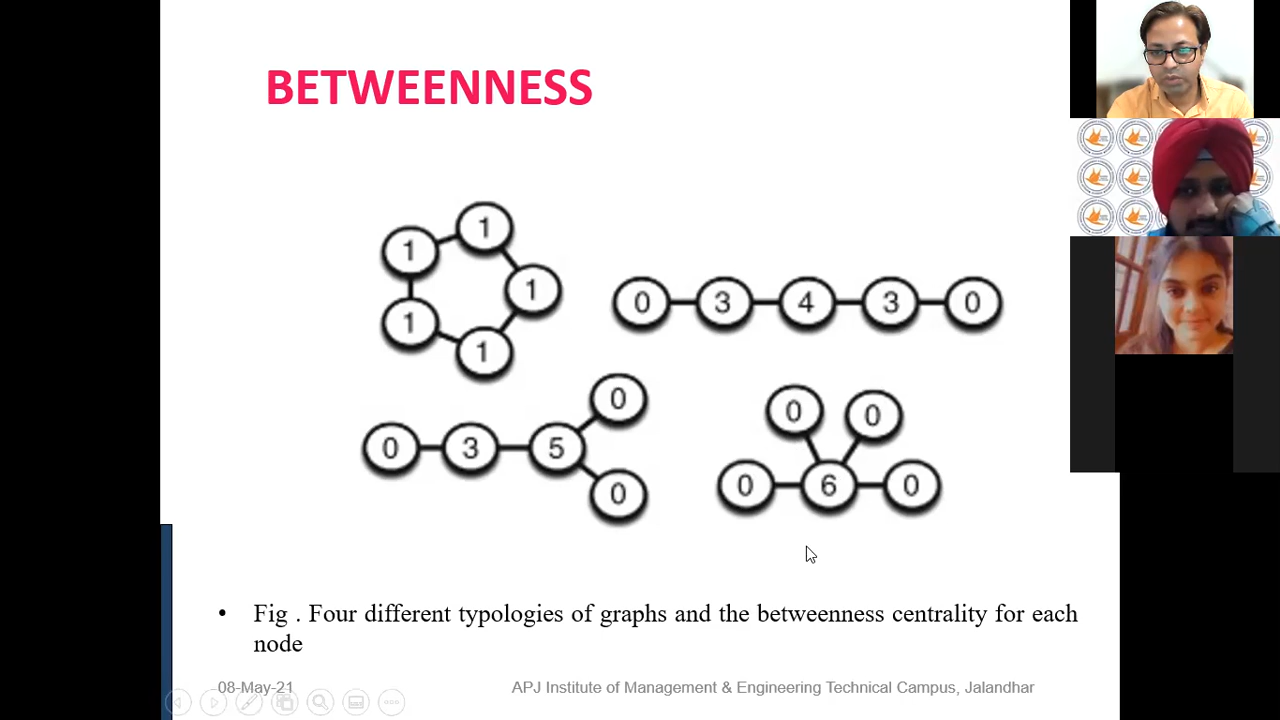 BETWEENNESS
1
1
1
1
1
0 3 4 3 0
0
0 3 5
0
0 0
0 6 0
• Fig . Four different typologies of graphs and the betweenness centrality for each
node
08-May-21 APJ Institute of Management & Engineering Technical Campus, Jalandhar